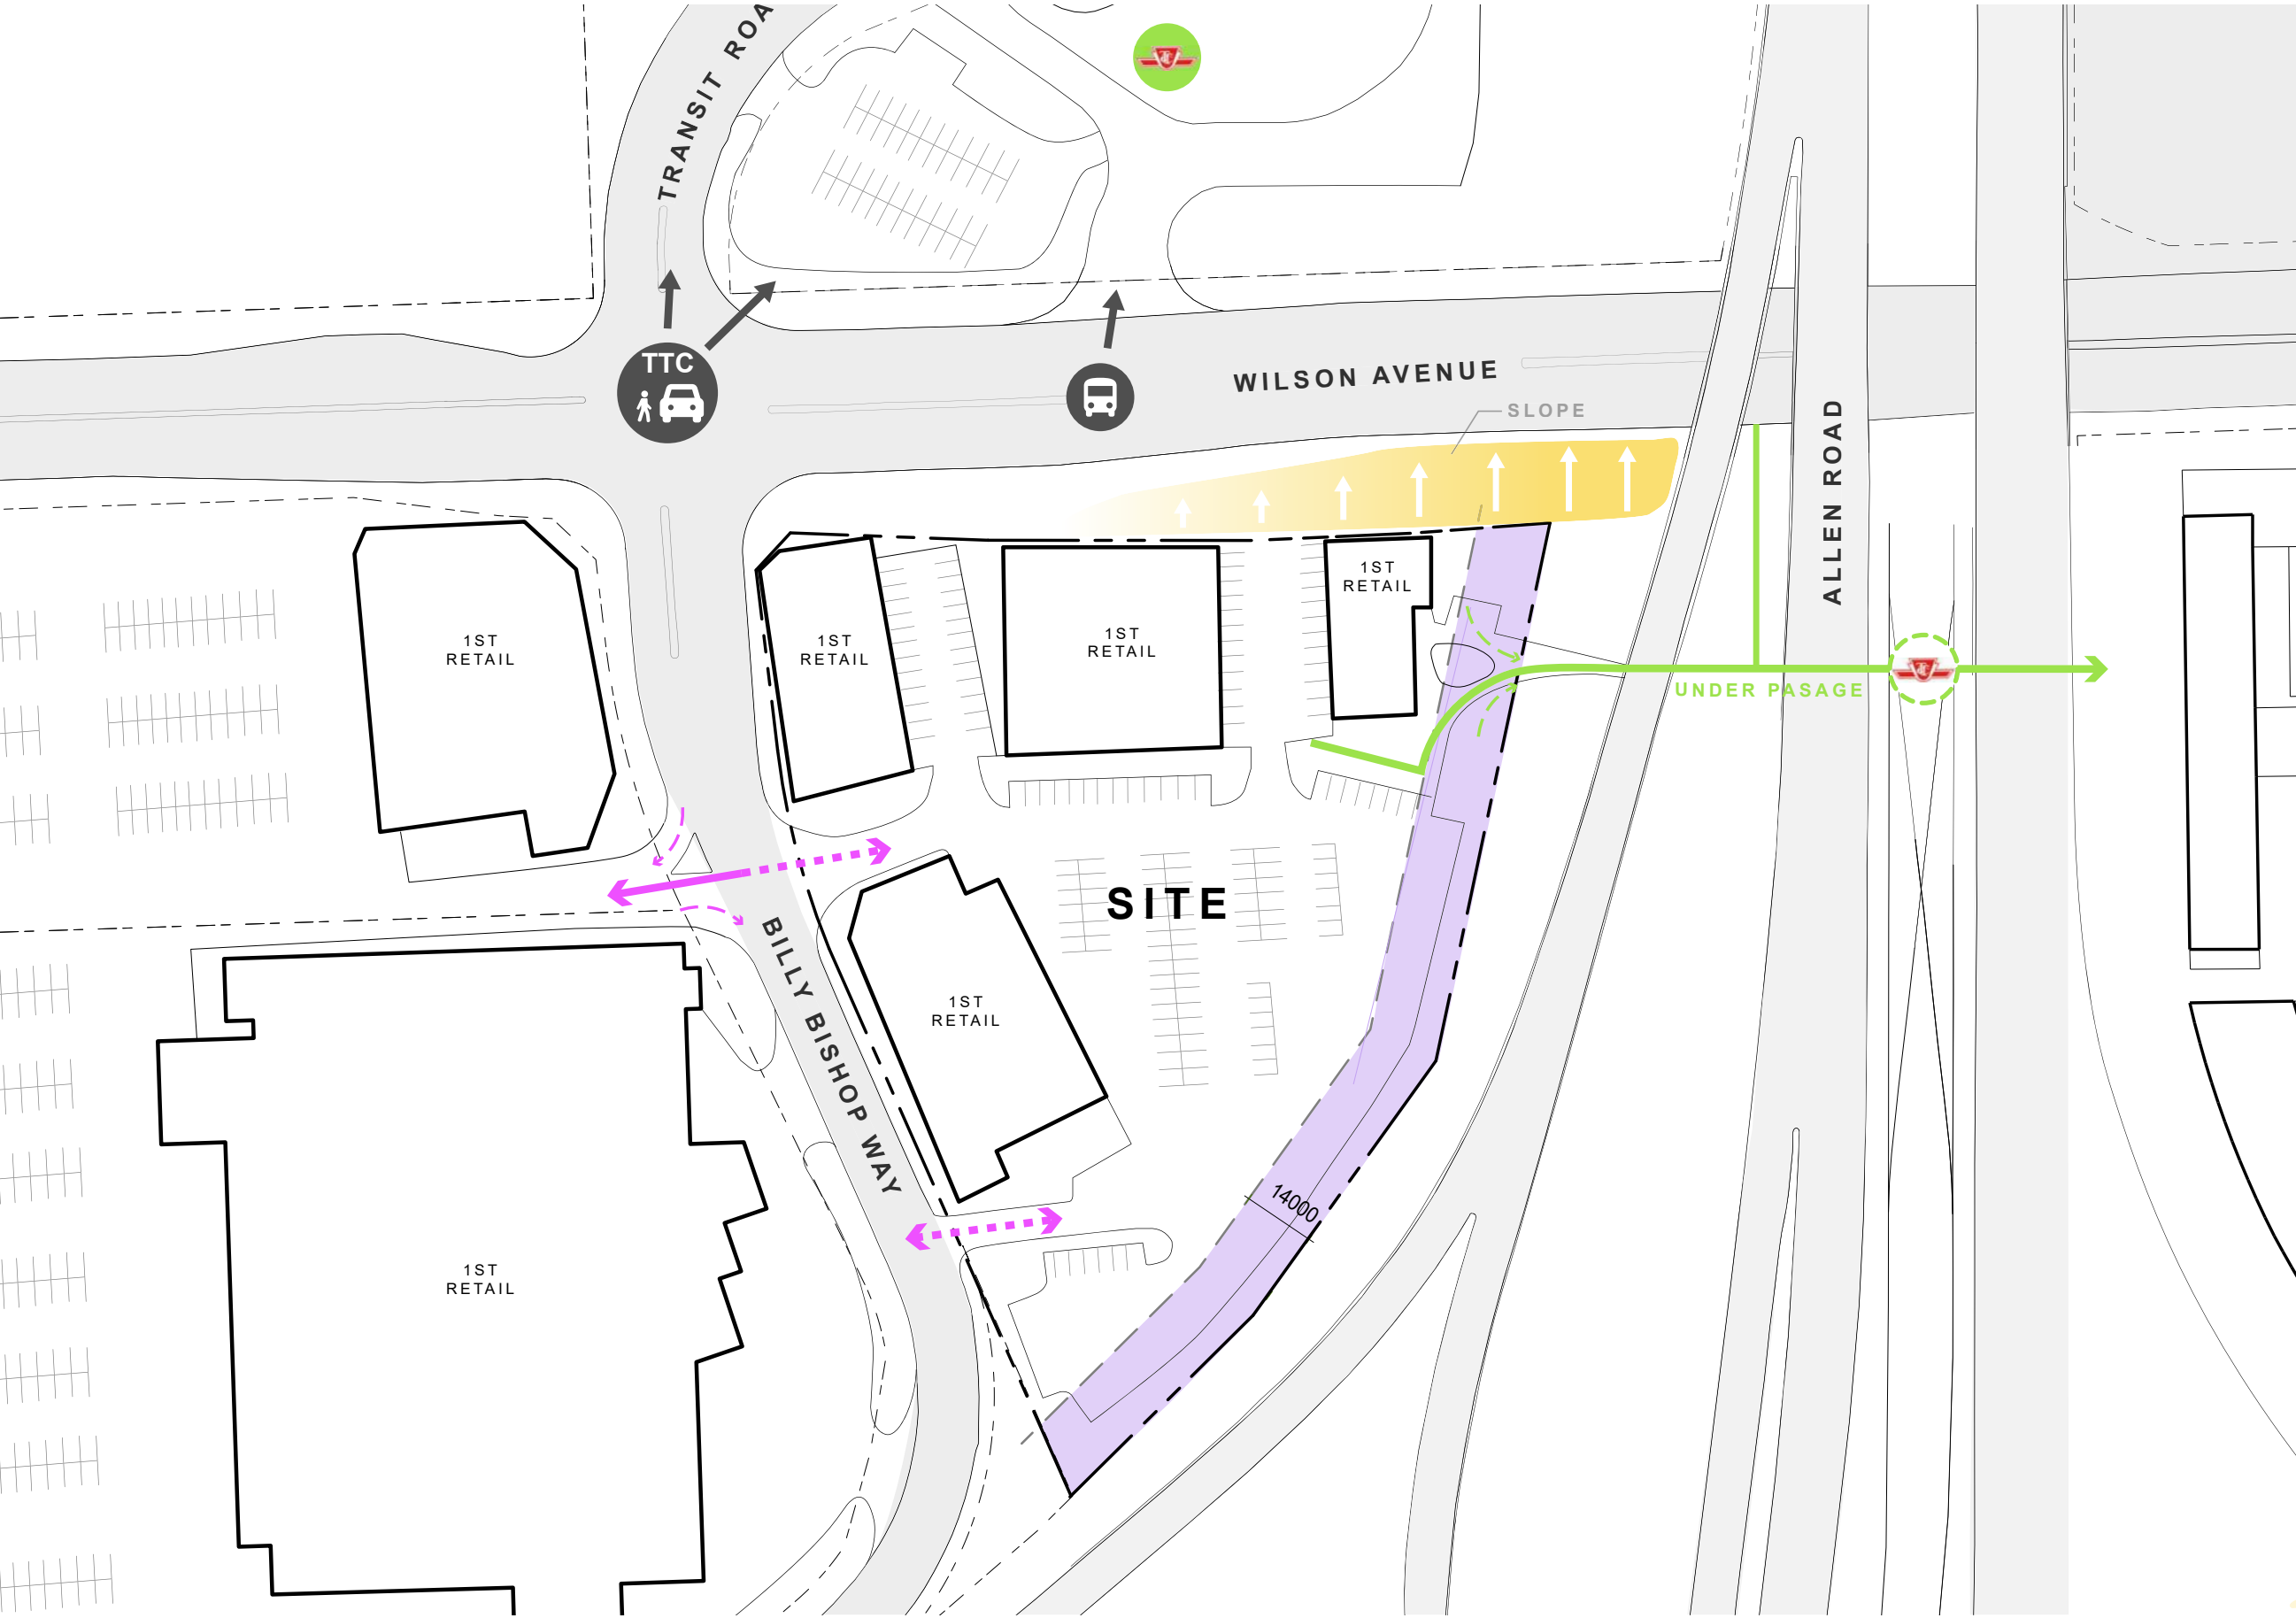 TRANSIT ROA
TTC
WILSON AVENUE
SLOPE
ALLEN ROAD
1ST
RETAIL
1ST
RETAIL
1ST
RETAIL
1ST
RETAIL
UNDER PASAGE
SITE
BILLY BISHOP WAY
1ST
RETAIL
14000
1ST
RETAIL